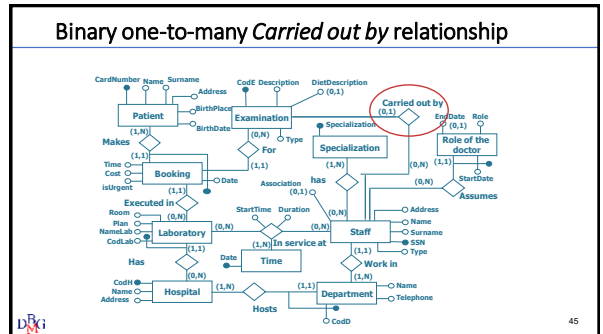 Binary one-to-many Carried out by relationship
CardNumber Name Surname
Address
Patient
BirthPlace
BirthDate
CodE Description
DietDescription
(0,1)
Examination
Type
(0,1)
Carried out by
EndDate Role
(0,1)
Role of the
doctor
StartDate
Specialization
Specialization
(1,N)
Makes
(1,1)
(0,N)
For
(1,1)
(1,N)
has
(0,N)
(0,N)
(1,1)
(0,N)
Assumes
Time
Cost
isUrgent
Booking
Date
Association
(0,1)
(1,1)
Executed in
(0,N)
Room
Plan
NameLab
CodLab
Laboratory
(0,N)
StartTime Duration
(0,N)
In service at
(1,N)
Date
Time
Staff
Address
Name
Surname
SSN
Type
(1,1)
Has
(0,N)
(1,1)
Work in
(1,N)
CodH
Name
Address
Hospital
(1,N)
Hosts
(1,1)
Department
Name
Telephone
CodD
DBMG
45